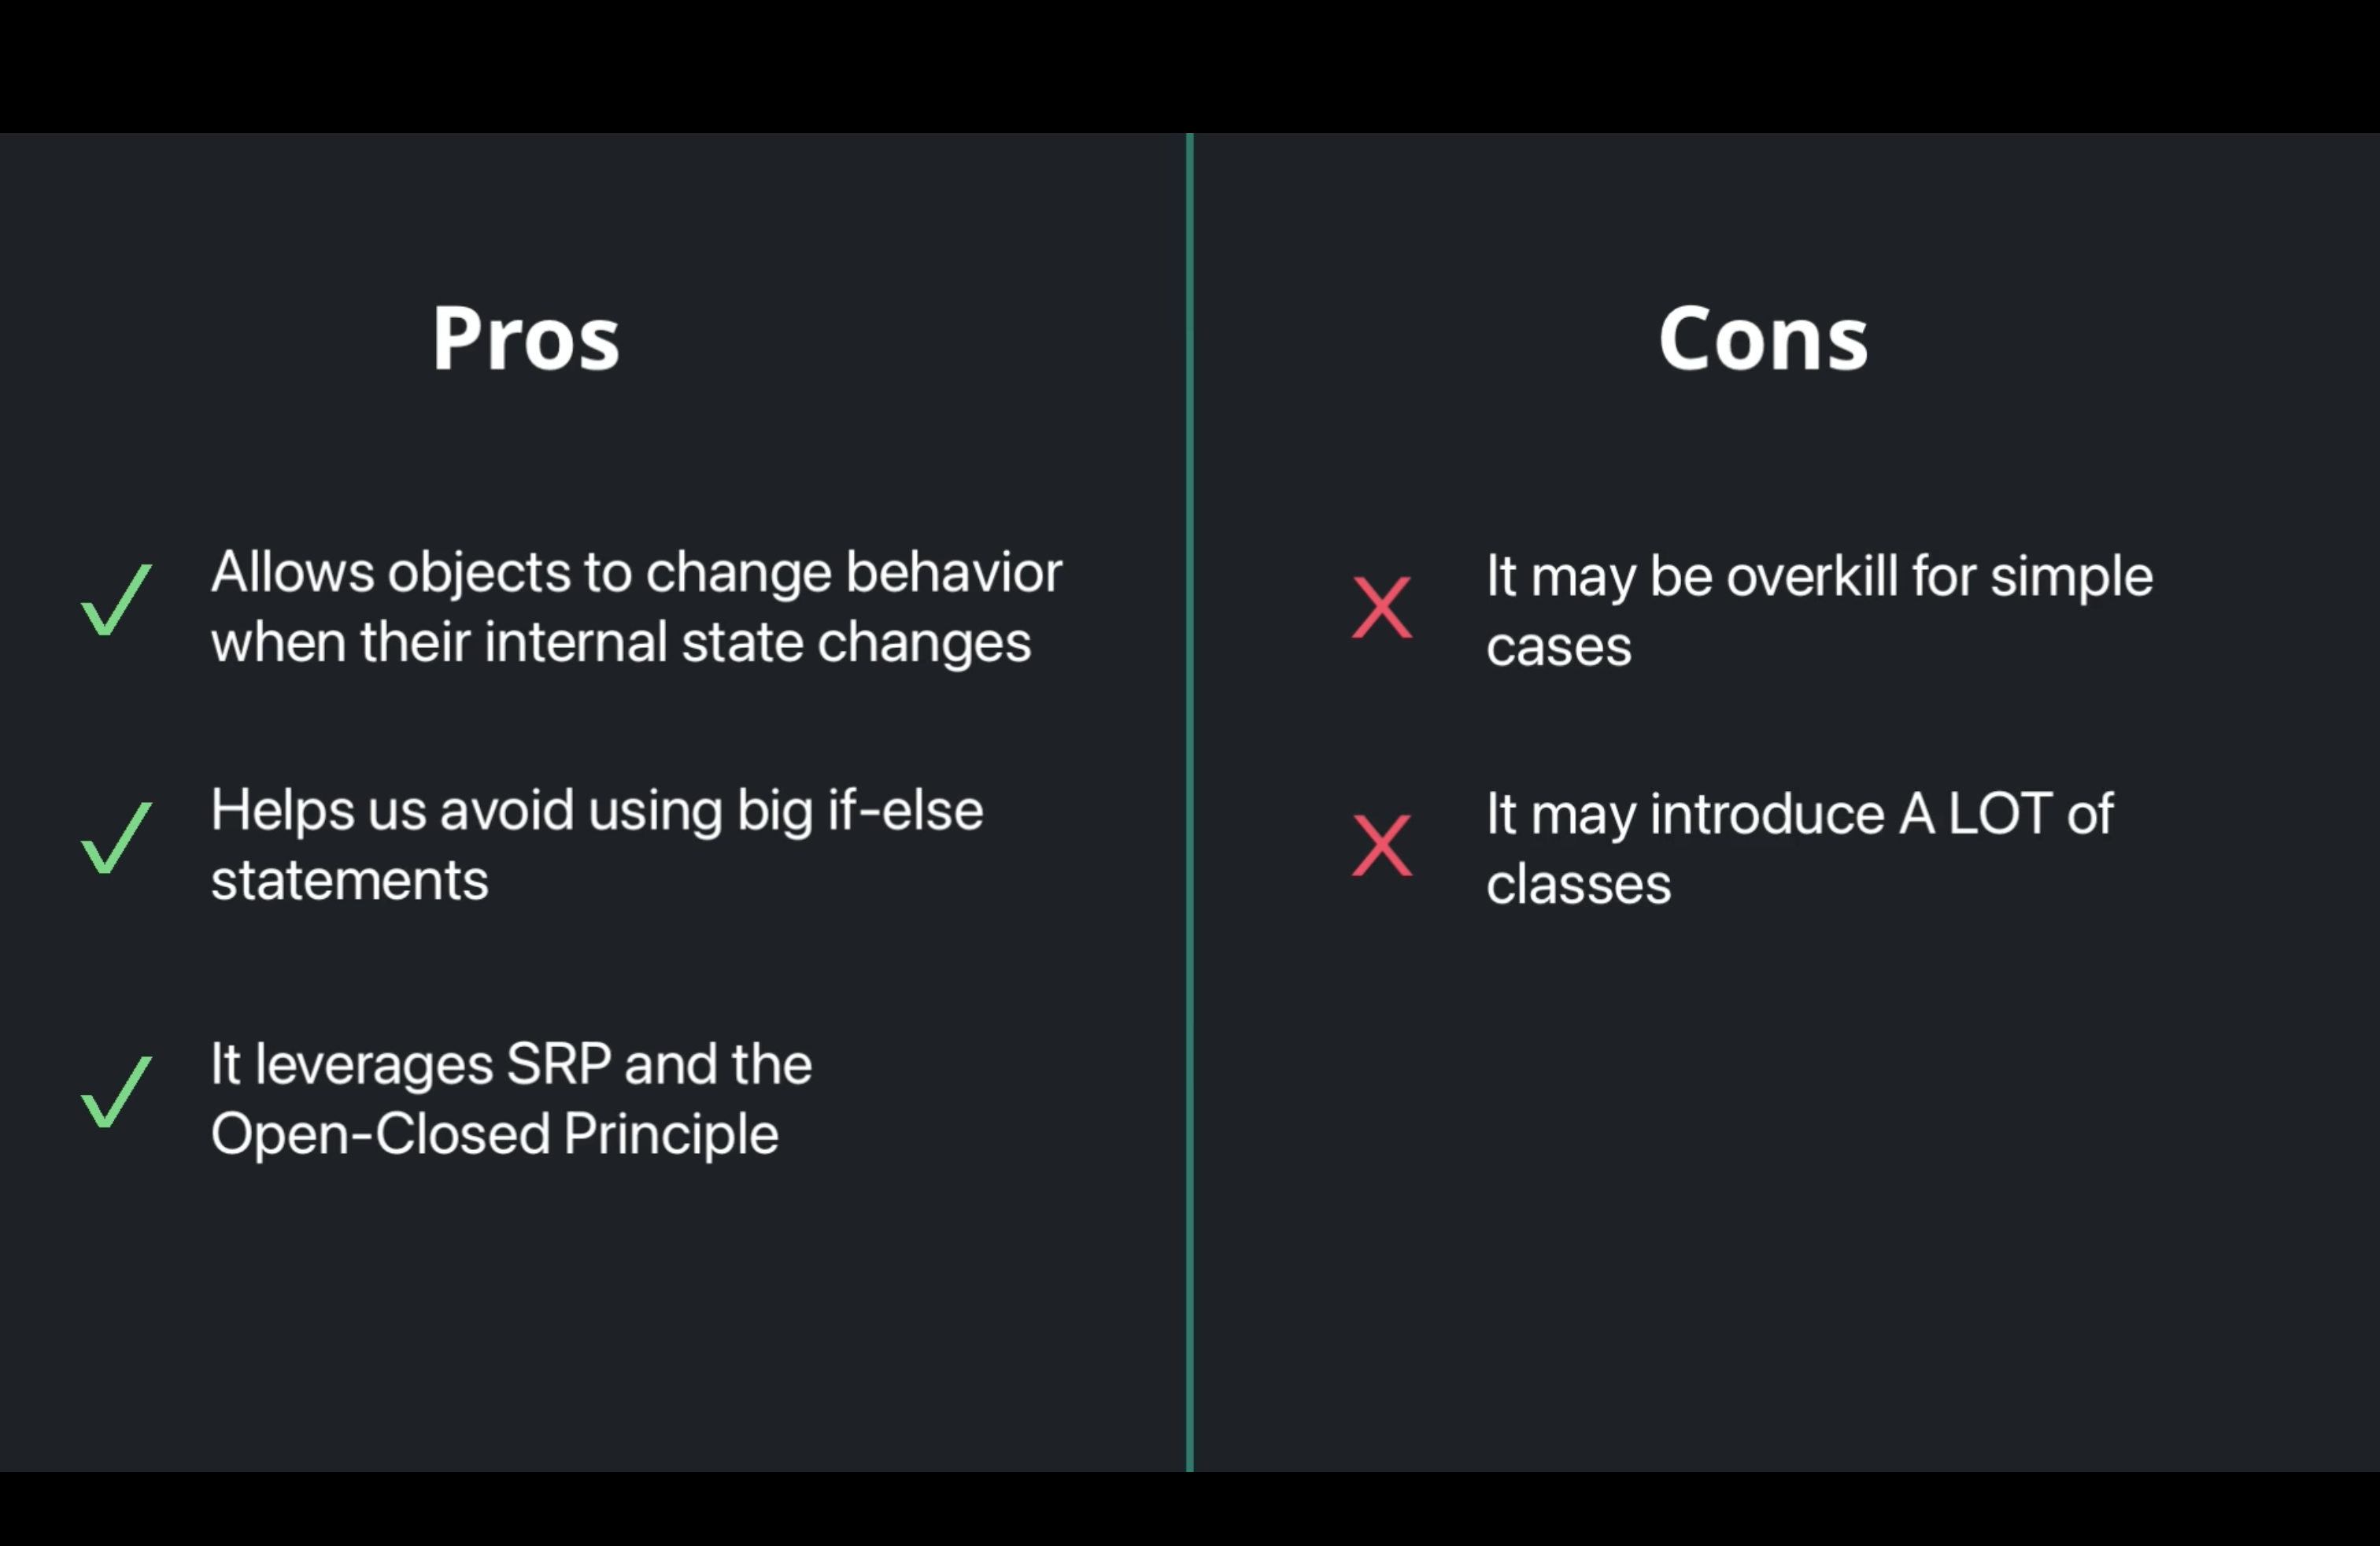 Pros
Allows objects to change behavior
when their internal state changes
Helps us avoid using big if-else
statements
It leverages SRP and the
Open-Closed Principle
Cons
It may be overkill for simple
cases
It may introduce A LOT of
classes